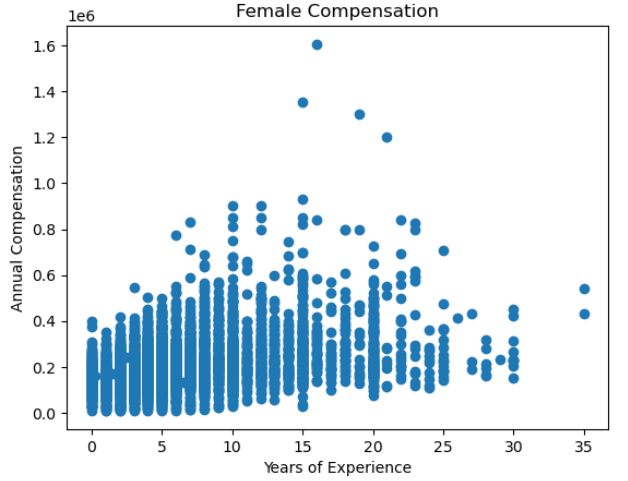 Female Compensation
1e6
1.6
1.4
1.2
1.0
0.8
0.6
0.4
0.2
0.0
Annual Compensation
0 5 10 15 20 25 30 35
Years of Experience